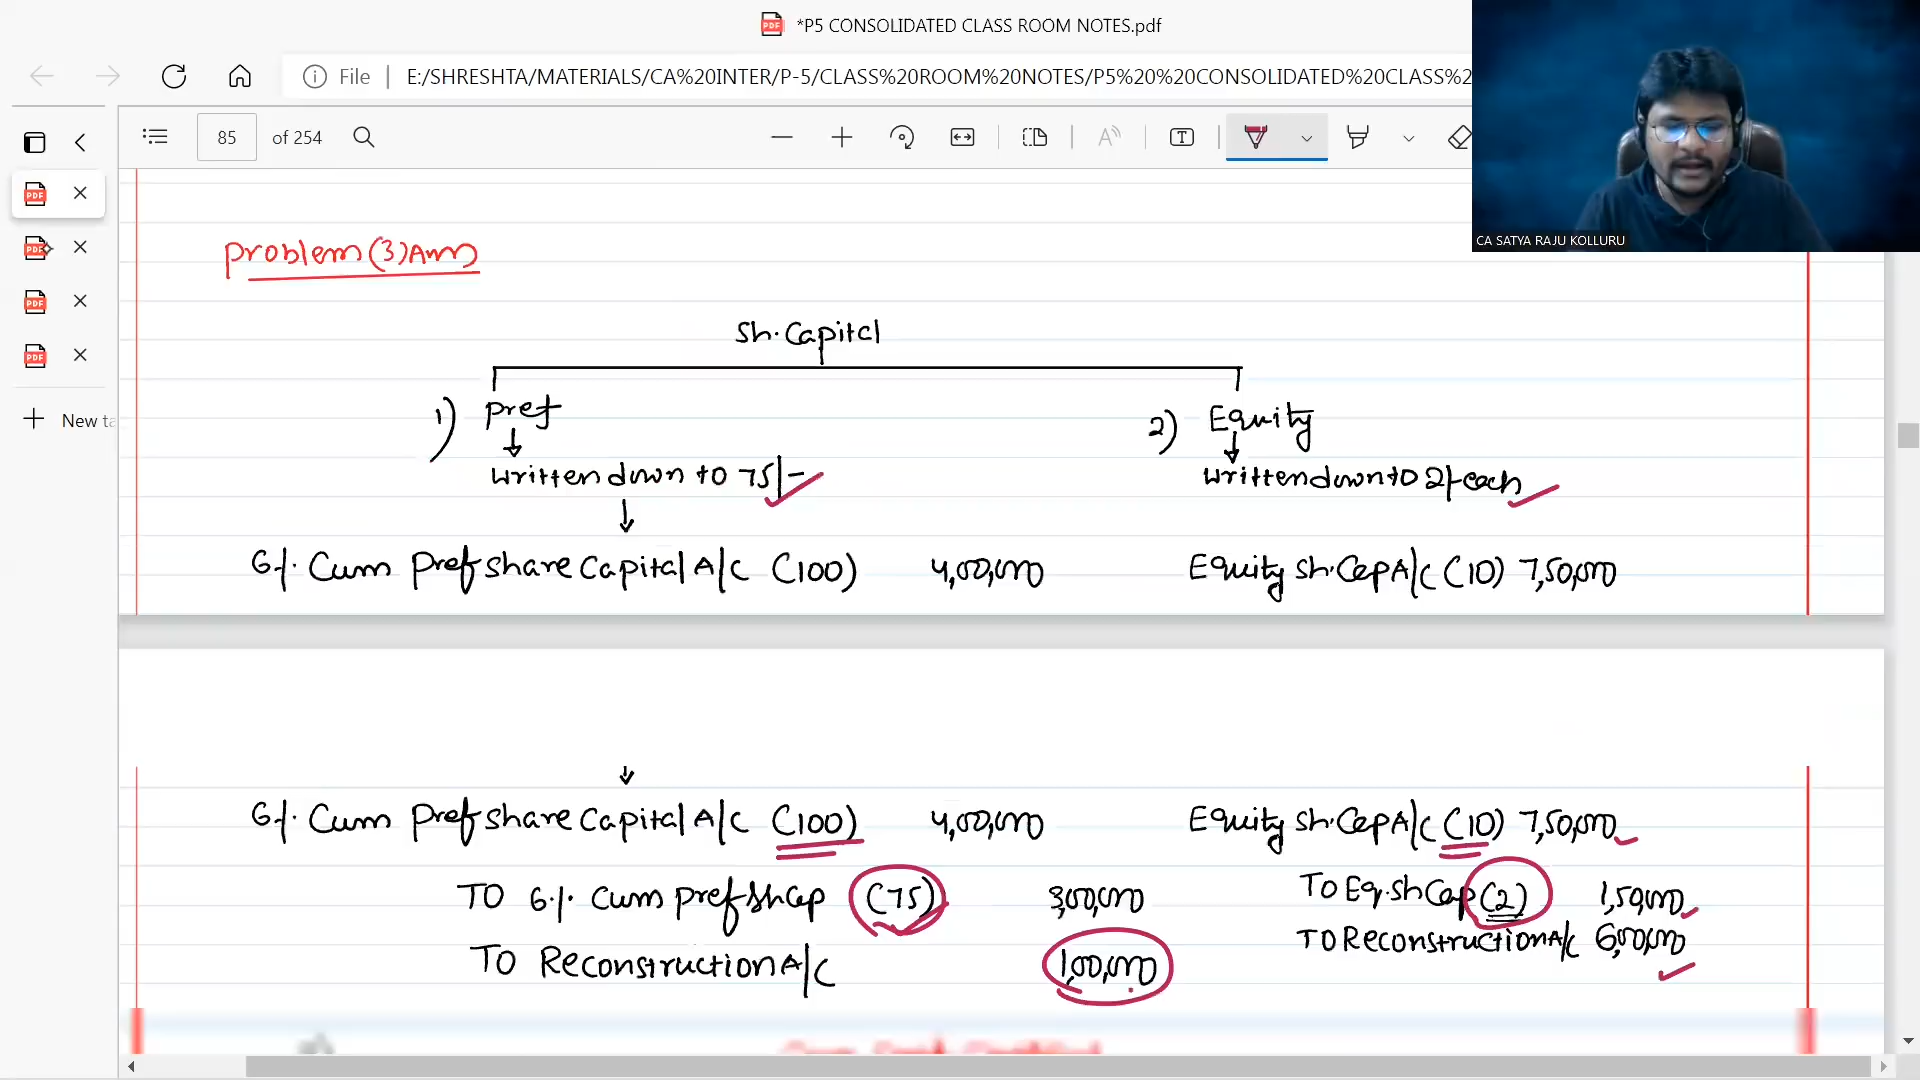 *P5 CONSOLIDATED CLASS ROOM NOTES.pdf
File
E:/SHRESHTA/MATERIALS/CA%20INTER/P-5/CLASS%20ROOM%20NOTES/P5%20%20CONSOLIDATED%20CLASS%2
85 of 254
CA SATYA RAJU KOLLURU
New ta
Problem(3)Ans
Sh.Capital
1) Pref
2) Equity
Written down to 75/-
Written down to 2/- each
6%. Cum Pref share Capital A/C (100) 4,00,000
Equity Sh.Cap A/C (10) 7,50,000
6%. Cum Pref share Capital A/C (100) 4,00,000
Equity Sh.Cap A/C (10) 7,50,000
TO 6%. Cum Pref Sh Cap (75) 3,00,000
To Eq.sh Cap (2) 1,50,000
TO Reconstruction A/C 1,00,000
TO Reconstruction A/C 6,00,000